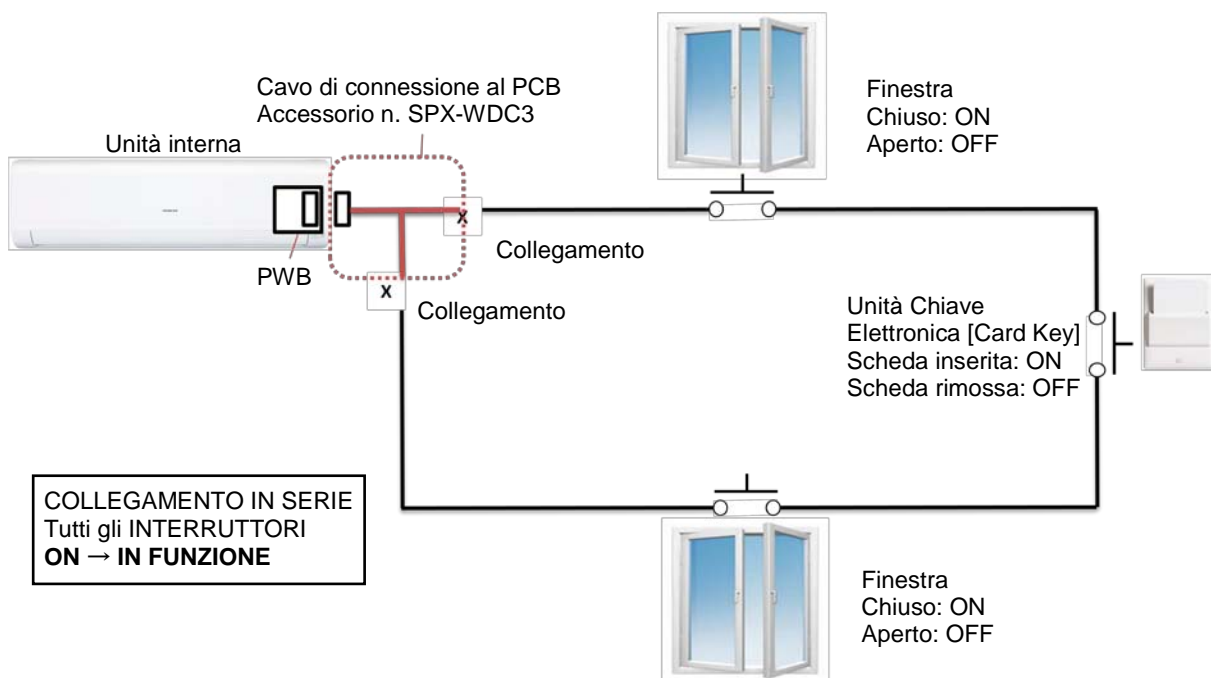 Cavo di connessione al PCB
Accessorio n. SPX-WDC3
Unità interna
PWB
X
Collegamento
X
Collegamento
Finestra
Chiuso: ON
Aperto: OFF
Unità Chiave
Elettronica [Card Key]
Scheda inserita: ON
Scheda rimossa: OFF
COLLEGAMENTO IN SERIE
Tutti gli INTERRUTTORI
ON → IN FUNZIONE
Finestra
Chiuso: ON
Aperto: OFF